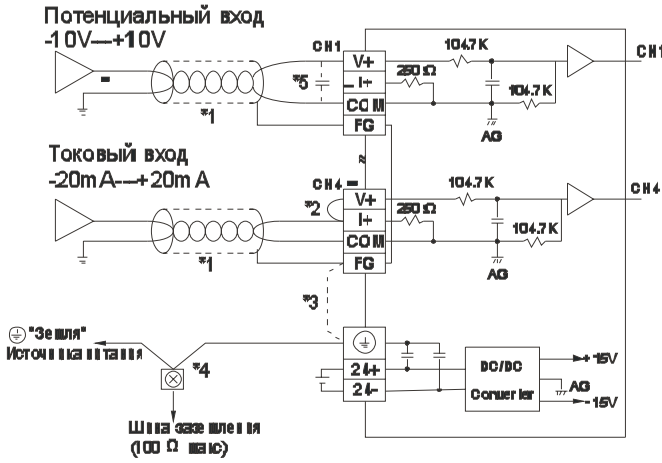 Потенциальный вход
-10V---+10V
CH1
V+
I+
COM
FG
*5
*1
250 Ω
104.7K
104.7K
AG
CH1
Токовый вход
-20mA---+20mA
CH4
V+
I+
COM
FG
*2
*1
*3
250 Ω
104.7K
104.7K
AG
CH4
"Земля"
Источника питания
*4
24+
24-
DC/DC
Converter
+15V
AG
-15V
Шина заземления
(100 Ω макс)